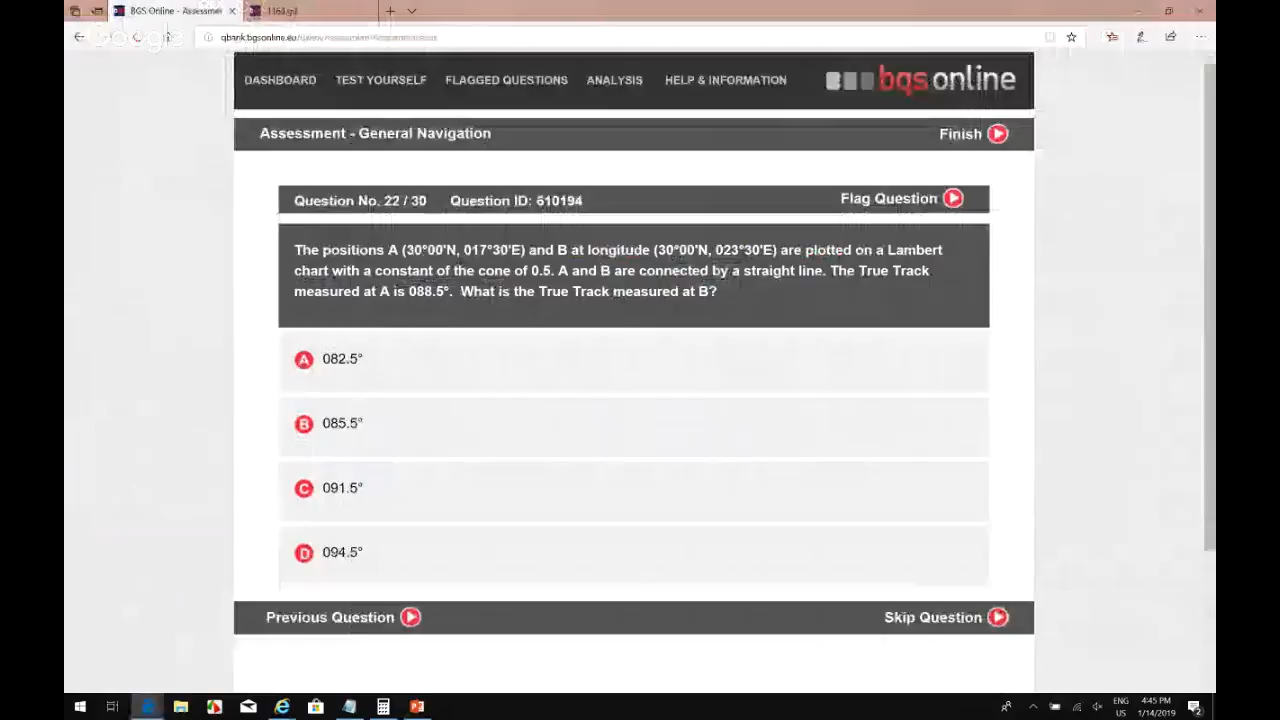 BGS Online - Assessmen
qbank.bgsonline.eu/
DASHBOARD TEST YOURSELF FLAGGED QUESTIONS ANALYSIS HELP & INFORMATION
bgsonline
Assessment - General Navigation
Finish
Question No. 22 / 30 Question ID: 610194
Flag Question
The positions A (30°00'N, 017°30'E) and B at longitude (30°00'N, 023°30'E) are plotted on a Lambert
chart with a constant of the cone of 0.5. A and B are connected by a straight line. The True Track
measured at A is 088.5°. What is the True Track measured at B?
A 082.5°
B 085.5°
C 091.5°
D 094.5°
Previous Question
Skip Question
ENG
US
4:45 PM
1/14/2019
2